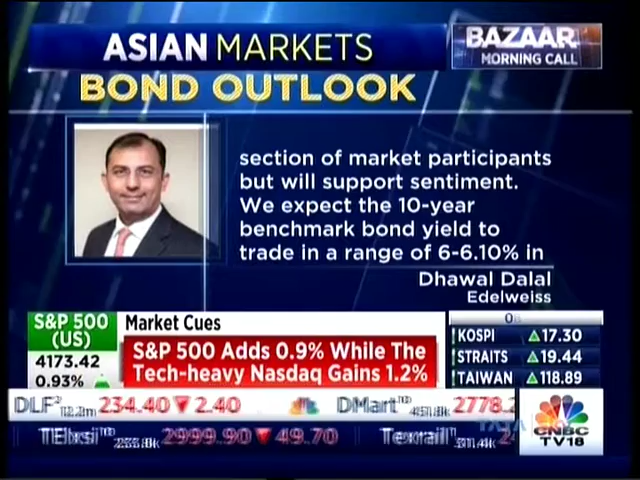 ASIAN MARKETS
BAZAAR
MORNING CALL
BOND OUTLOOK
section of market participants
but will support sentiment.
We expect the 10-year
benchmark bond yield to
trade in a range of 6-6.10% in
Dhawal Dalal
Edelweiss
S&P 500
(US)
4173.42
0.93%
Market Cues
S&P 500 Adds 0.9% While The
Tech-heavy Nasdaq Gains 1.2%
KOSPI ▲17.30
STRAITS ▲19.44
TAIWAN ▲118.89
DLF 234.40 ▼ 2.40 DMart 2778.2
2999.90 ▼ 49.70
CNBC
TV18